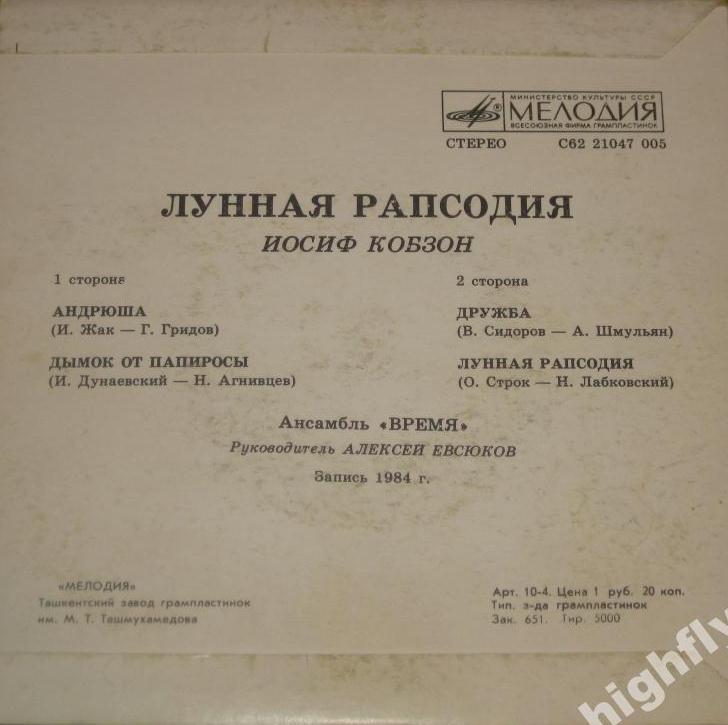 МИНИСТЕРСТВО КУЛЬТУРЫ СССР
МЕЛОДИЯ
ВСЕСОЮЗНАЯ ФИРМА ГРАМПЛАСТИНОК
СТЕРЕО С62 21047 005
ЛУННАЯ РАПСОДИЯ
ИОСИФ КОБЗОН
1 сторона
АНДРЮША
(И. Жак — Г. Гридов)
ДЫМОК ОТ ПАПИРОСЫ
(И. Дунаевский — Н. Агнивцев)
2 сторона
ДРУЖБА
(В. Сидоров — А. Шмульян)
ЛУННАЯ РАПСОДИЯ
(О. Строк — Н. Лабковский)
Ансамбль «ВРЕМЯ»
Руководитель АЛЕКСЕЙ ЕВСЮКОВ
Запись 1984 г.
«МЕЛОДИЯ»
Ташкентский завод грампластинок
им. М. Т. Ташмухамедова
Арт. 10-4. Цена 1 руб. 20 коп.
Тип. з-да грампластинок
Зак. 651. Тир. 5000
highfly